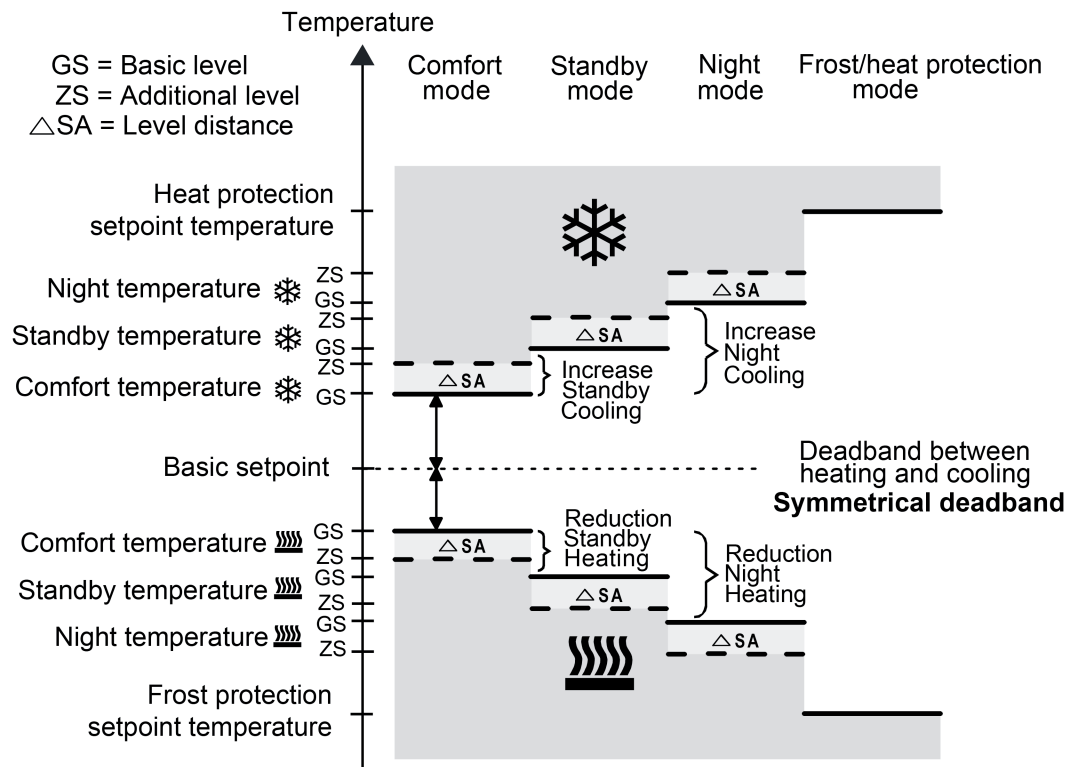 Temperature
GS = Basic level
ZS = Additional level
△SA = Level distance
Comfort
mode
Standby
mode
Night
mode
Frost/heat protection
mode
Heat protection
setpoint temperature
Night temperature
ZS
GS
Standby temperature
ZS
GS
Comfort temperature
ZS
GS
△SA
△SA
△SA
Increase
Standby
Cooling
Increase
Night
Cooling
Basic setpoint
Deadband between
heating and cooling
Symmetrical deadband
Comfort temperature
GS
ZS
Standby temperature
GS
ZS
Night temperature
GS
ZS
△SA
△SA
△SA
Reduction
Standby
Heating
Reduction
Night
Heating
Frost protection
setpoint temperature